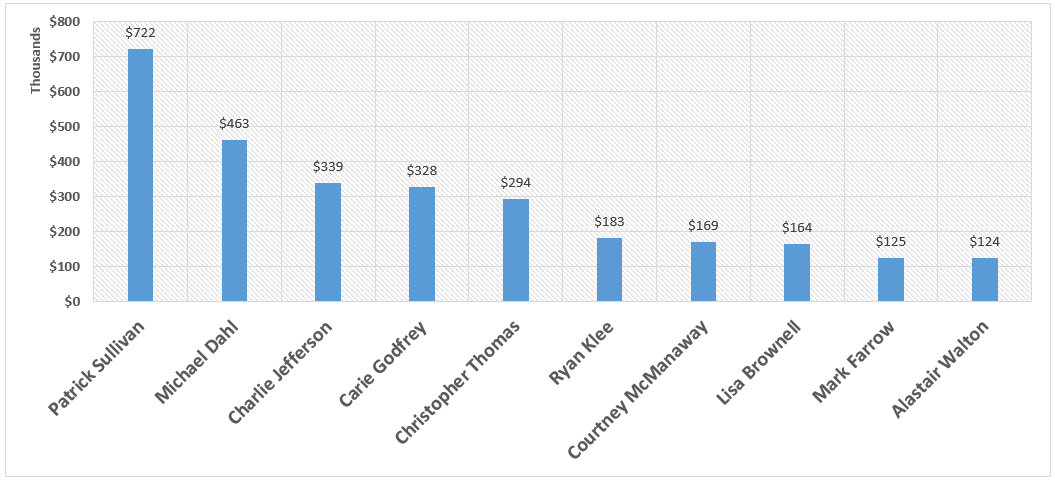 Thousands
$800
$700
$600
$500
$400
$300
$200
$100
$0
$722
$463
$339
$328
$294
$183
$169
$164
$125
$124
Patrick Sullivan
Michael Dahl
Charlie Jefferson
Carie Godfrey
Christopher Thomas
Ryan Klee
Courtney McManaway
Lisa Brownell
Mark Farrow
Alastair Walton